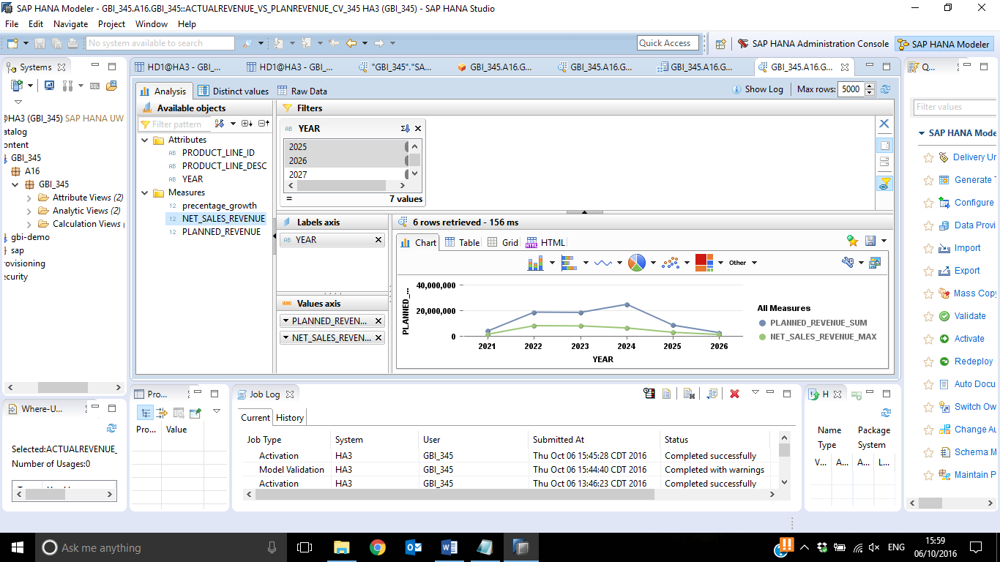 SAP HANA Modeler - GBI_345.A16.GBI_345::ACTUALREVENUE_VS_PLANREVENUE_CV_345 HA3 (GBI_345) - SAP HANA Studio
File Edit Navigate Project Window Help
No system available to search
Quick Access
SAP HANA Administration Console
SAP HANA Modeler
Systems
HD1@HA3 - GBI_...
HD1@HA3 - GBI_...
"GBI_345"."SA...
GBI_345.A16.G...
GBI_345.A16.G...
GBI_345.A16.G...
GBI_345.A16.G...
Q...
@HA3 (GBI_345) SAP HANA UW
atalog
ontent
GBI_345
A16
GBI_345
Attribute Views (2)
Analytic Views (2)
Calculation Views (
gbi-demo
sap
rovisioning
ecurity
Analysis
Distinct values
Raw Data
Show Log
Max rows: 5000
Available objects
Filter pattern
Attributes
AB PRODUCT_LINE_ID
AB PRODUCT_LINE_DESC
AB YEAR
Measures
12 precentage_growth
12 NET_SALES_REVENUE
12 PLANNED_REVENUE
Filters
AB YEAR
2025
2026
2027
= 7 values
Labels axis
AB YEAR
Values axis
PLANNED_REVEN...
NET_SALES_REVEN...
6 rows retrieved - 156 ms
Chart
Table
Grid
HTML
Other
40,000,000
20,000,000
0
PLANNED_...
2021 2022 2023 2024 2025 2026
YEAR
All Measures
PLANNED_REVENUE_SUM
NET_SALES_REVENUE_MAX
Filter values
SAP HANA Mode
Delivery Ur
Generate T
Configure
Data Provi
Import
Export
Mass Copy
Validate
Activate
Redeploy
Auto Docu
Switch Ow
Change Au
Schema M
Maintain P
Where-U...
Selected:ACTUALREVENUE_
Number of Usages:0
Pro...
Pro... Value
Job Log
Current
History
Job Type System User Submitted At Status
Activation HA3 GBI_345 Thu Oct 06 15:45:28 CDT 2016 Completed successfully
Model Validation HA3 GBI_345 Thu Oct 06 15:44:40 CDT 2016 Completed with warnings
Activation HA3 GBI_345 Thu Oct 06 13:46:23 CDT 2016 Completed successfully
H
Name Package
Type System
V... A... A... L...
Ask me anything
ENG
15:59
06/10/2016